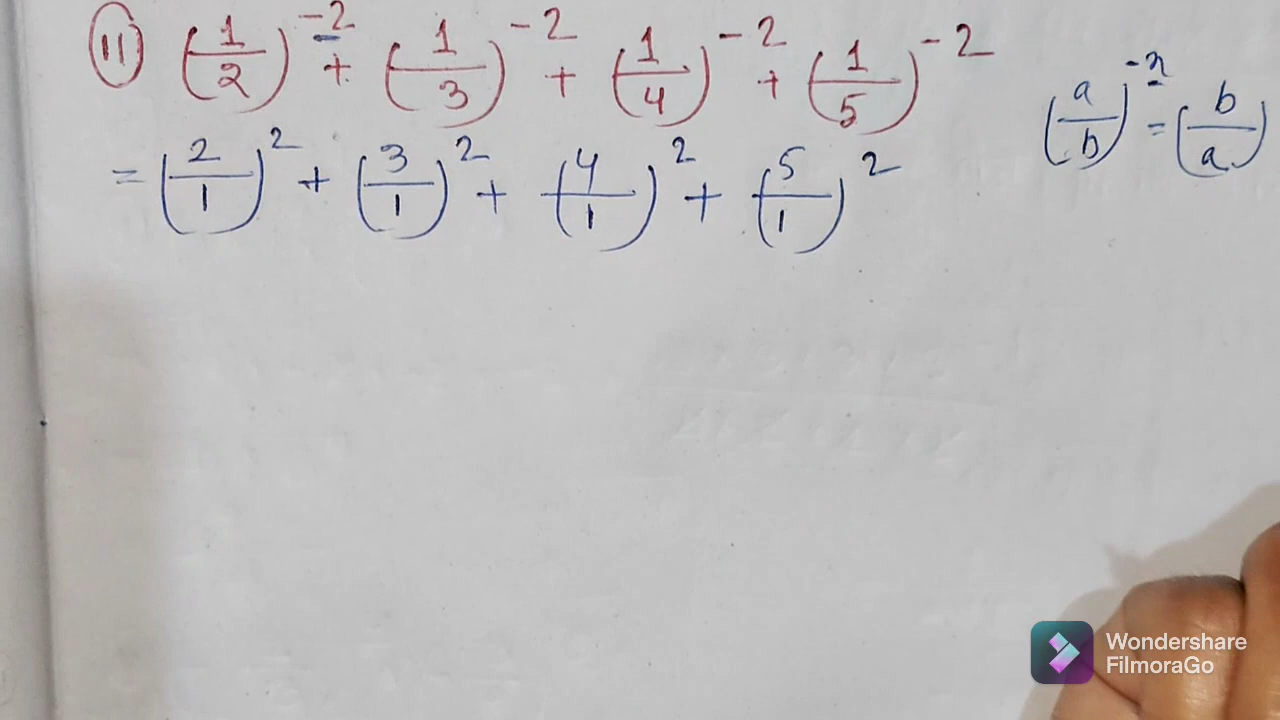 (11) (1/2)^-2 + (1/3)^-2 + (1/4)^-2 + (1/5)^-2
= (2/1)^2 + (3/1)^2 + (4/1)^2 + (5/1)^2
(a/b)^-n = (b/a)
Wondershare
FilmoraGo